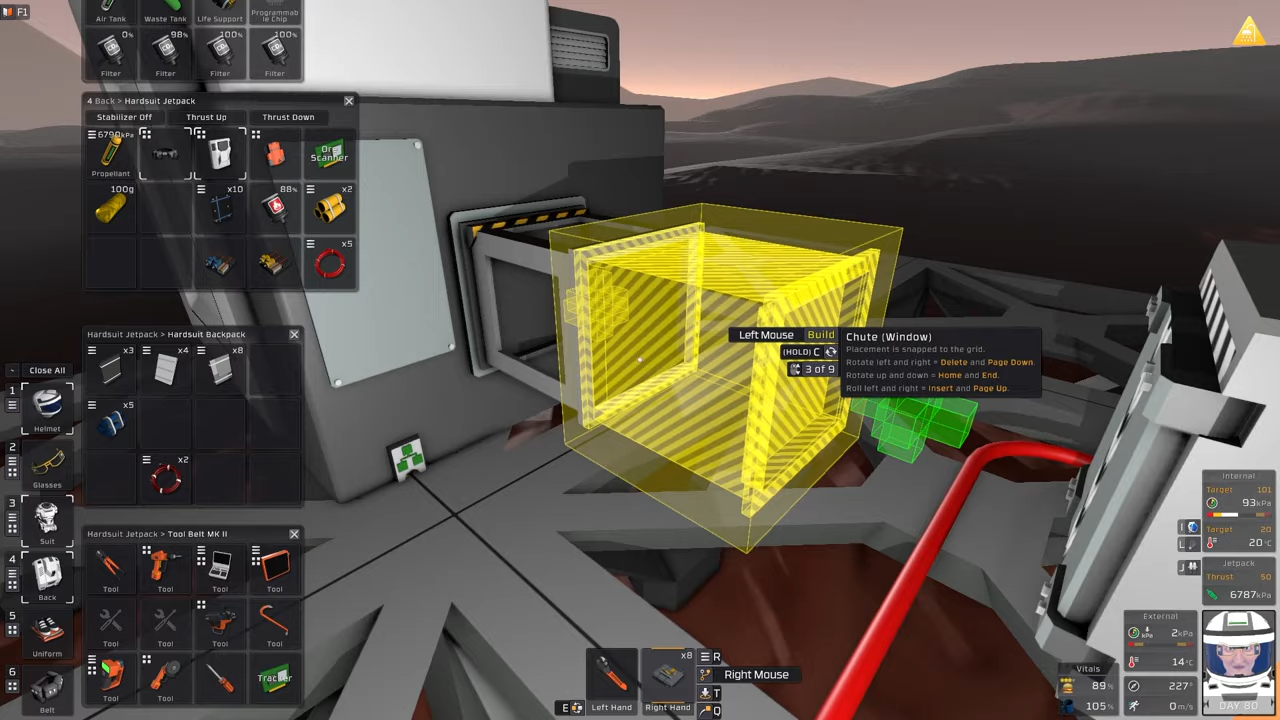 F1
Air Tank
Waste Tank
Life Support
Programmab
le Chip
0%
98%
100%
100%
Filter
Filter
Filter
Filter
4 Back > Hardsuit Jetpack
Stabilizer Off
Thrust Up
Thrust Down
6790kPa
Propellant
Ore
Scanner
100g
x10
88%
x2
x5
Hardsuit Jetpack > Hardsuit Backpack
x3
x4
x8
x5
x2
Close All
1
Helmet
2
Glasses
3
Suit
4
Back
5
Uniform
6
Belt
Hardsuit Jetpack > Tool Belt MK II
Tool
Tool
Tool
Tool
Tool
Tool
Tool
Tool
Tool
Tool
Tool
Tracker
Left Mouse Build
(HOLD) C
3 of 9
Chute (Window)
Placement is snapped to the grid.
Rotate left and right = Delete and Page Down.
Rotate up and down = Home and End.
Roll left and right = Insert and Page Up.
E
Left Hand
x8
Right Hand
R
Right Mouse
T
Q
Internal
Target 101
93kPa
Target 20
20°C
Jetpack
Thrust 50
6787kPa
External
2kPa
14°C
227°
0m/s
Vitals
89%
105%
DAY 80